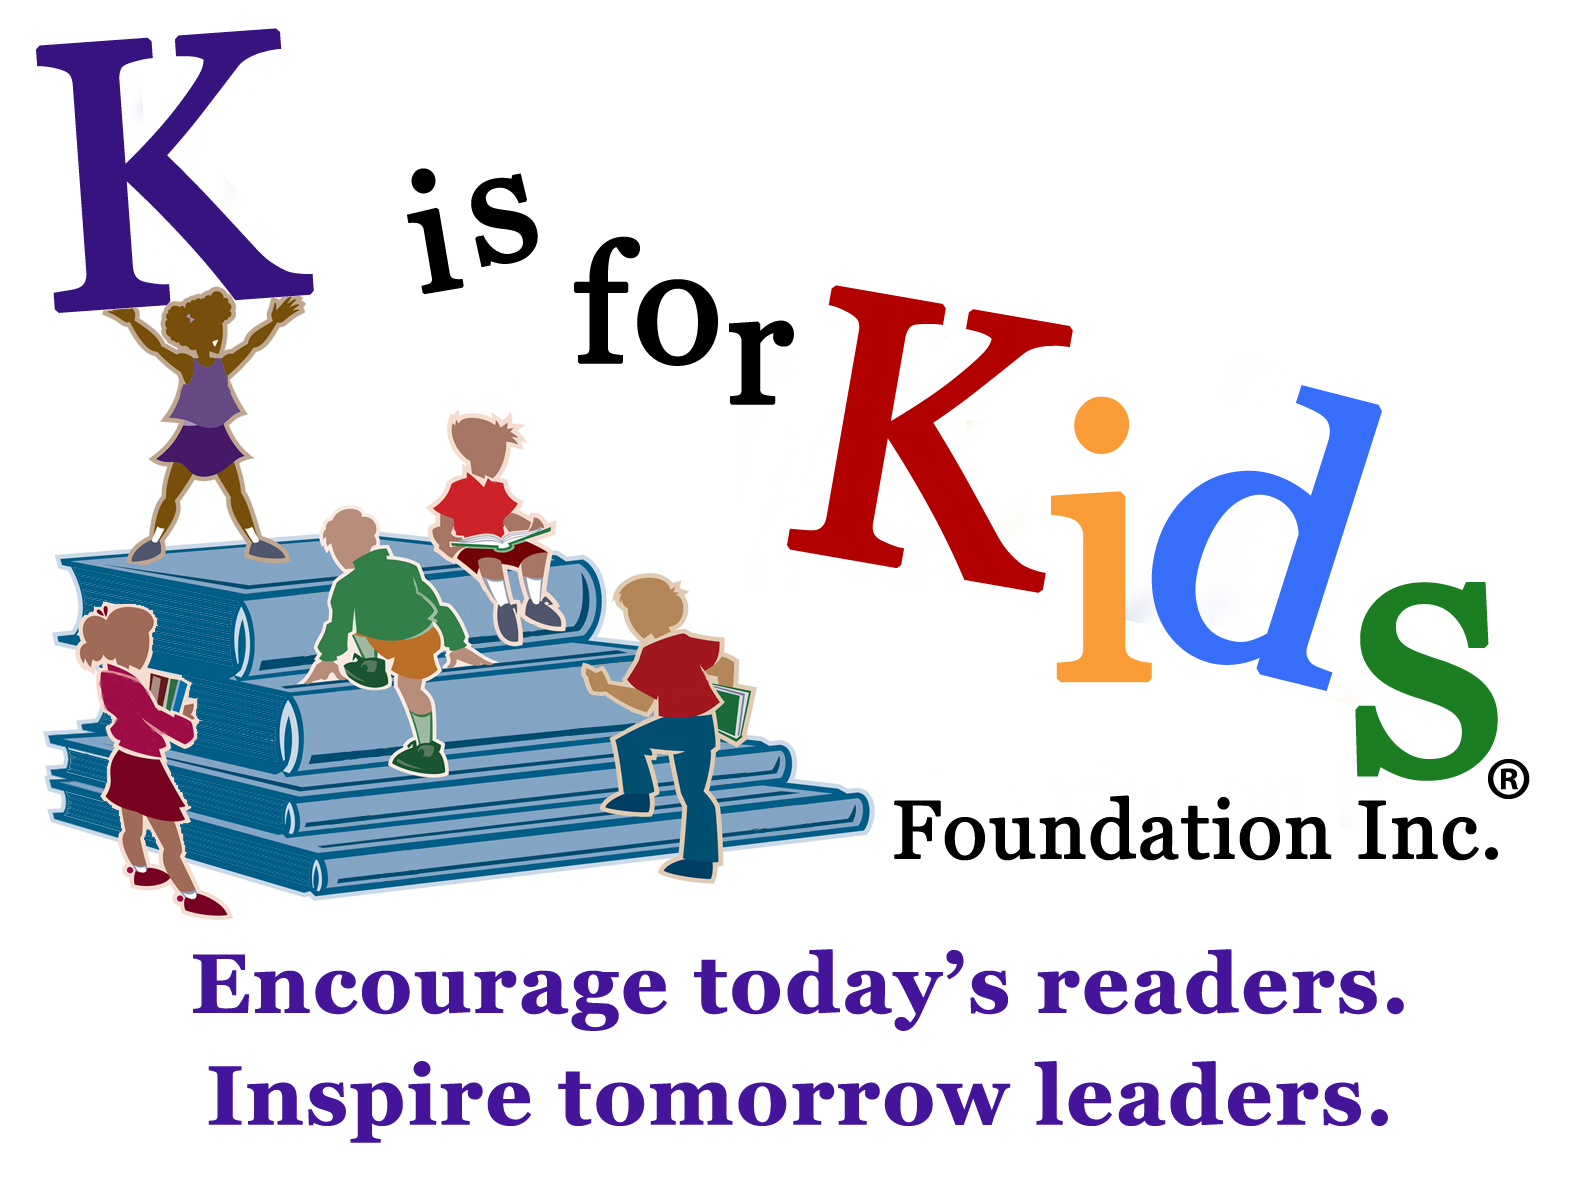 K is for Kids®
Foundation Inc.
Encourage today’s readers.
Inspire tomorrow leaders.